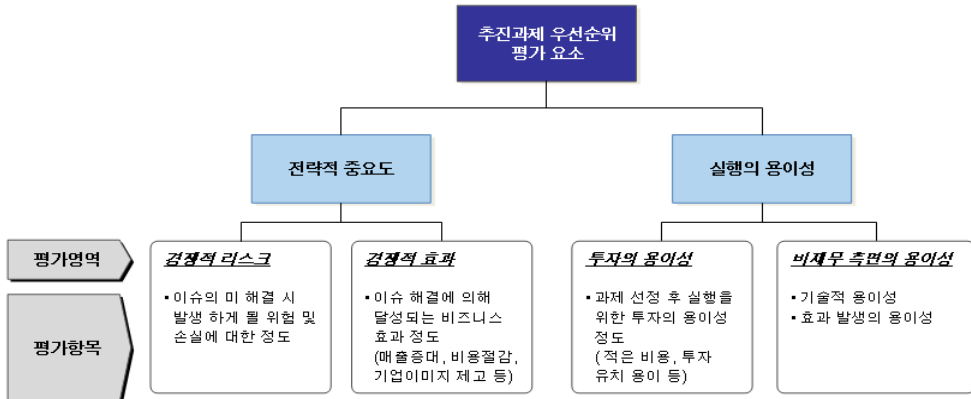 추진과제 우선순위
평가 요소
전략적 중요도
실행의 용이성
평가영역
경쟁적 리스크
경쟁적 효과
투자의 용이성
비재무 측면의 용이성
평가항목
▪ 이슈의 미 해결 시
발생 하게 될 위험 및
손실에 대한 정도
▪ 이슈 해결에 의해
달성되는 비즈니스
효과 정도
(매출증대, 비용절감,
기업이미지 제고 등)
▪ 과제 선정 후 실행을
위한 투자의 용이성
정도
( 적은 비용, 투자
유치 용이 등)
▪ 기술적 용이성
▪ 효과 발생의 용이성